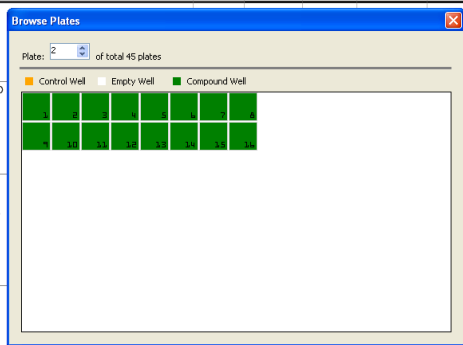 Browse Plates
Plate: 2 of total 45 plates
Control Well Empty Well Compound Well
1 2 3 4 5 6 7 8
9 10 11 12 13 14 15 16